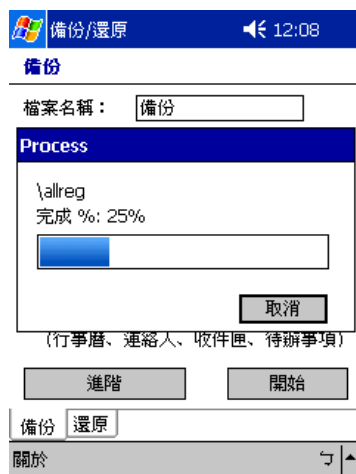 備份/還原 12:08
備份
檔案名稱： 備份
Process
\allreg
完成 %: 25%
取消
(行事曆、連絡人、收件匣、待辦事項)
進階 開始
備份 還原
關於 ㄅ